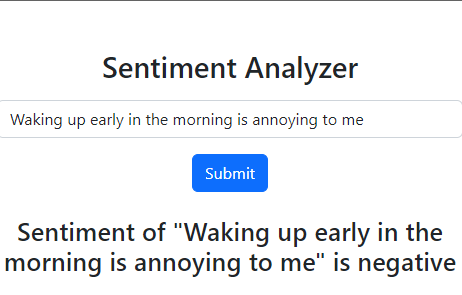 Sentiment Analyzer
Waking up early in the morning is annoying to me
Submit
Sentiment of "Waking up early in the
morning is annoying to me" is negative